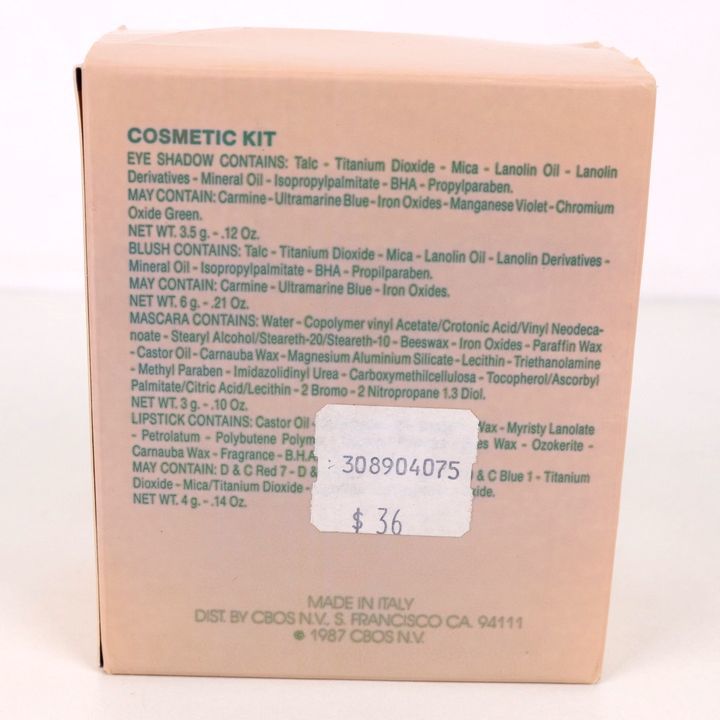 COSMETIC KIT
EYE SHADOW CONTAINS: Talc - Titanium Dioxide - Mica - Lanolin Oil - Lanolin
Derivatives - Mineral Oil - Isopropylpalmitate - BHA - Propylparaben.
MAY CONTAIN: Carmine - Ultramarine Blue - Iron Oxides - Manganese Violet - Chromium
Oxide Green.
NET WT. 3.5 g. - .12 Oz.
BLUSH CONTAINS: Talc - Titanium Dioxide - Mica - Lanolin Oil - Lanolin Derivatives -
Mineral Oil - Isopropylpalmitate - BHA - Propilparaben.
MAY CONTAIN: Carmine - Ultramarine Blue - Iron Oxides.
NET WT. 6 g. - .21 Oz.
MASCARA CONTAINS: Water - Copolymer vinyl Acetate/Crotonic Acid/Vinyl Neodeca-
noate - Stearyl Alcohol/Steareth-20/Steareth-10 - Beeswax - Iron Oxides - Paraffin Wax
- Castor Oil - Carnauba Wax - Magnesium Aluminium Silicate - Lecithin - Triethanolamine
- Methyl Paraben - Imidazolidinyl Urea - Carboxymethilcellulosa - Tocopherol/Ascorbyl
Palmitate/Citric Acid/Lecithin - 2 Bromo - 2 Nitropropane 1.3 Diol.
NET WT. 3 g. - .10 Oz.
LIPSTICK CONTAINS: Castor Oil - Wax - Myristy Lanolate
- Petrolatum - Polybutene Wax - Ozokerite -
Carnauba Wax - Fragrance - B.H.A
MAY CONTAIN: D & C Red 7 - D & C Blue 1 - Titanium
Dioxide - Mica/Titanium Dioxide -
NET WT. 4 g. - .14 Oz.
308904075
$ 36
MADE IN ITALY
DIST. BY CBOS N.V., S. FRANCISCO CA. 94111
© 1987 CBOS N.V.